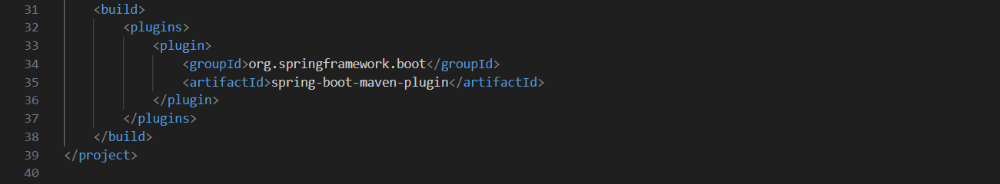 31    <build>
32        <plugins>
33            <plugin>
34                <groupId>org.springframework.boot</groupId>
35                <artifactId>spring-boot-maven-plugin</artifactId>
36            </plugin>
37        </plugins>
38    </build>
39 </project>
40